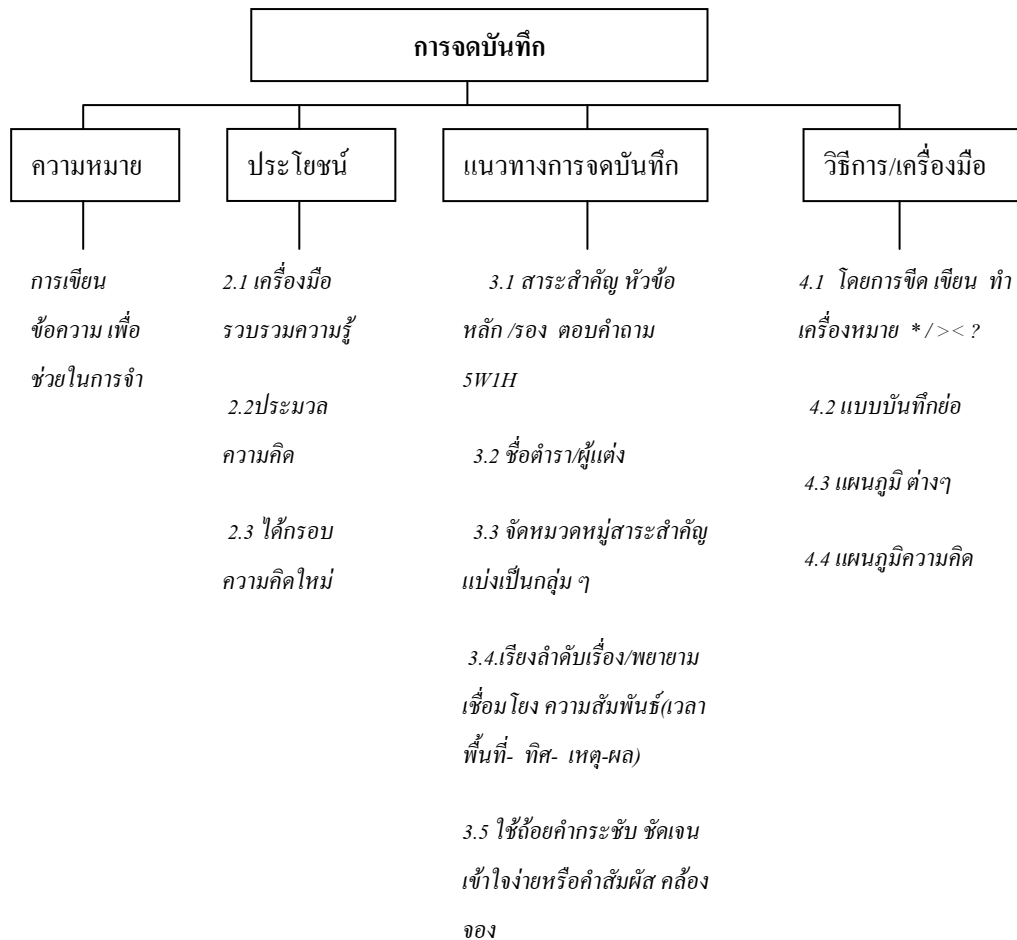 การจดบันทึก
ความหมาย
ประโยชน์
แนวทางการจดบันทึก
วิธีการ/เครื่องมือ
การเขียน
ข้อความ เพื่อ
ช่วยในการจำ
2.1 เครื่องมือ
รวบรวมความรู้
2.2ประมวล
ความคิด
2.3 ได้กรอบ
ความคิดใหม่
3.1 สาระสำคัญ หัวข้อ
หลัก /รอง ตอบคำถาม
5W1H
3.2 ชื่อตำรา/ผู้แต่ง
3.3 จัดหมวดหมู่สาระสำคัญ
แบ่งเป็นกลุ่ม ๆ
3.4.เรียงลำดับเรื่อง/พยายาม
เชื่อมโยง ความสัมพันธ์(เวลา
พื้นที่- ทิศ- เหตุ-ผล)
3.5 ใช้ถ้อยคำกระชับ ชัดเจน
เข้าใจง่ายหรือคำสัมผัส คล้อง
จอง
4.1 โดยการขีด เขียน ทำ
เครื่องหมาย * / >< ?
4.2 แบบบันทึกย่อ
4.3 แผนภูมิ ต่างๆ
4.4 แผนภูมิความคิด